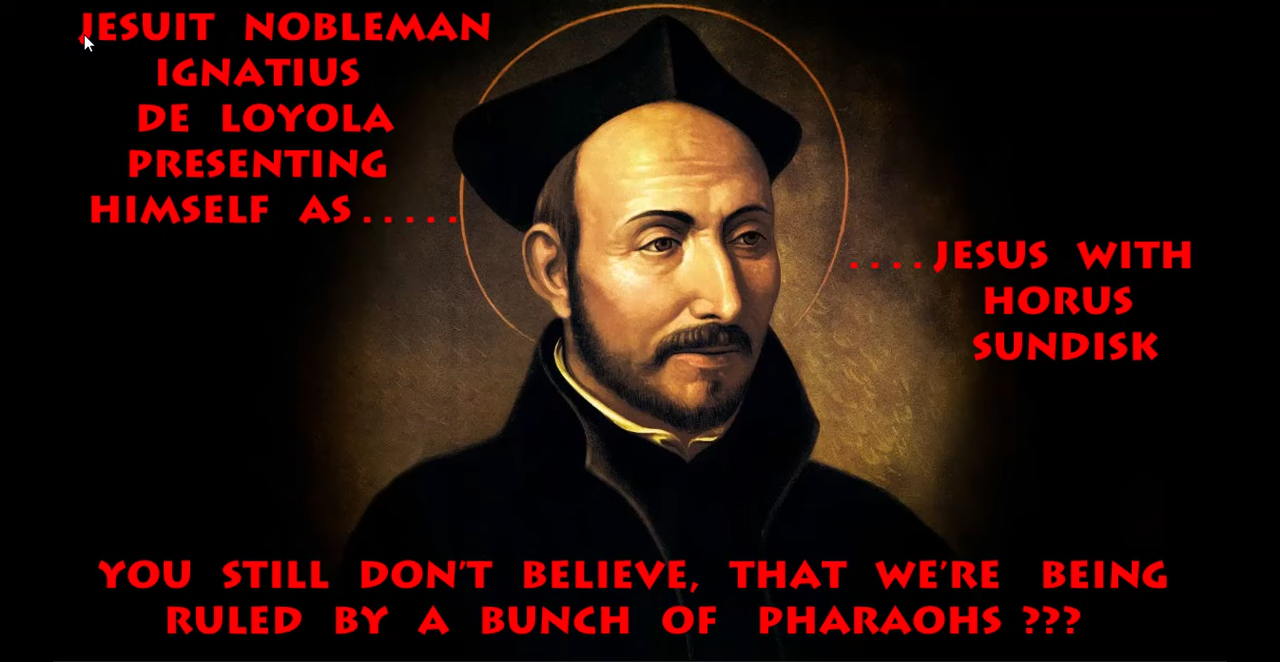 JESUIT NOBLEMAN
IGNATIUS
DE LOYOLA
PRESENTING
HIMSELF AS.....
....JESUS WITH
HORUS
SUNDISK
YOU STILL DON'T BELIEVE, THAT WE'RE BEING
RULED BY A BUNCH OF PHARAOHS ???